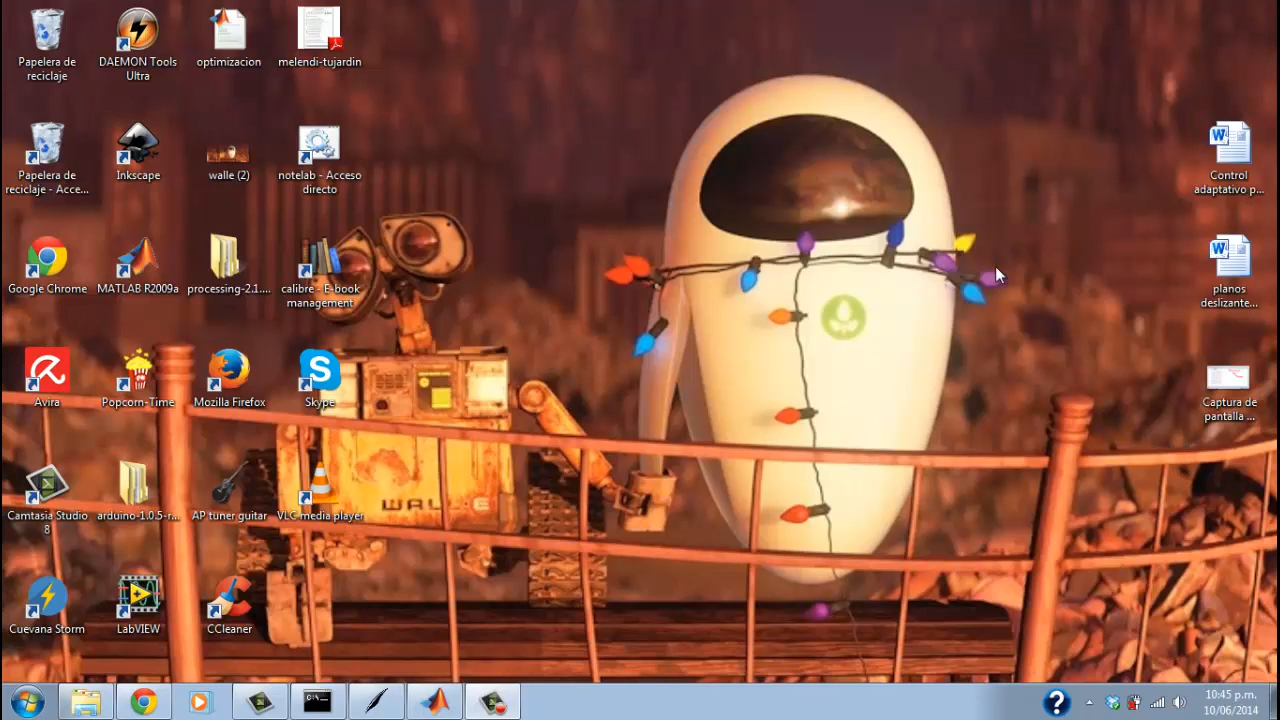 Papelera de
reciclaje
DAEMON Tools
Ultra
optimizacion
melendi-tujardin
Papelera de
reciclaje - Acce...
Inkscape
walle (2)
notelab - Acceso
directo
Google Chrome
MATLAB R2009a
processing-2.1....
calibre - E-book
management
Avira
Popcorn-Time
Mozilla Firefox
Skype
Camtasia Studio
8
arduino-1.0.5-r...
AP tuner guitar
VLC media player
Cuevana Storm
LabVIEW
CCleaner
Control
adaptativo p...
planos
deslizante...
Captura de
pantalla ...
WALL·E
10:45 p.m.
10/06/2014